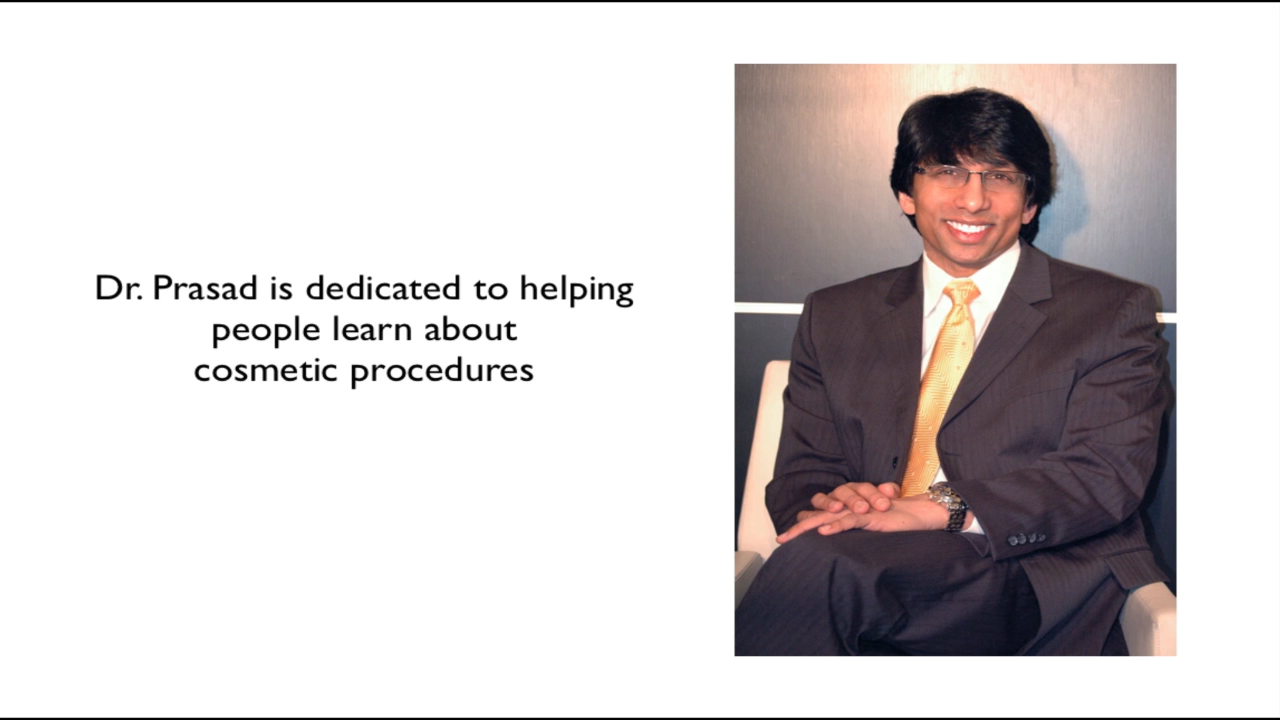 Dr. Prasad is dedicated to helping
people learn about
cosmetic procedures